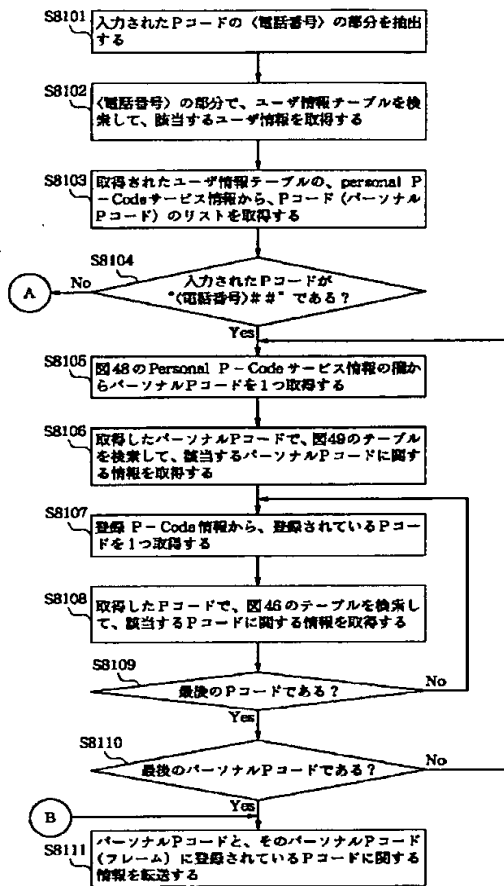 S8101
入力されたPコードの〈電話番号〉の部分を抽出
する
S8102
〈電話番号〉の部分で、ユーザ情報テーブルを検
索して、該当するユーザ情報を取得する
S8103
取得されたユーザ情報テーブルの、personal P
-Codeサービス情報から、Pコード（パーソナル
Pコード）のリストを取得する
S8104
入力されたPコードが
"〈電話番号〉##"である？
No
A
Yes
S8105
図48のPersonal P-Codeサービス情報の欄か
らパーソナルPコードを1つ取得する
S8106
取得したパーソナルPコードで、図49のテーブル
を検索して、該当するパーソナルPコードに関す
る情報を取得する
S8107
登録 P-Code情報から、登録されているPコー
ドを1つ取得する
S8108
取得したPコードで、図46のテーブルを検索し
て、該当するPコードに関する情報を取得する
S8109
最後のPコードである？
No
Yes
S8110
最後のパーソナルPコードである？
No
Yes
B
S8111
パーソナルPコードと、そのパーソナルPコード
（フレーム）に登録されているPコードに関する
情報を転送する